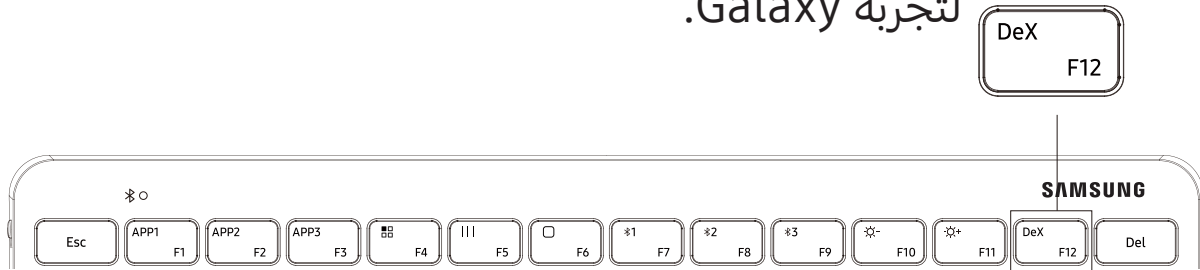 لتجربة Galaxy.
DeX
F12
SAMSUNG
Esc
APP1
F1
APP2
F2
APP3
F3
F4
F5
F6
1
F7
2
F8
3
F9
-
F10
+
F11
DeX
F12
Del